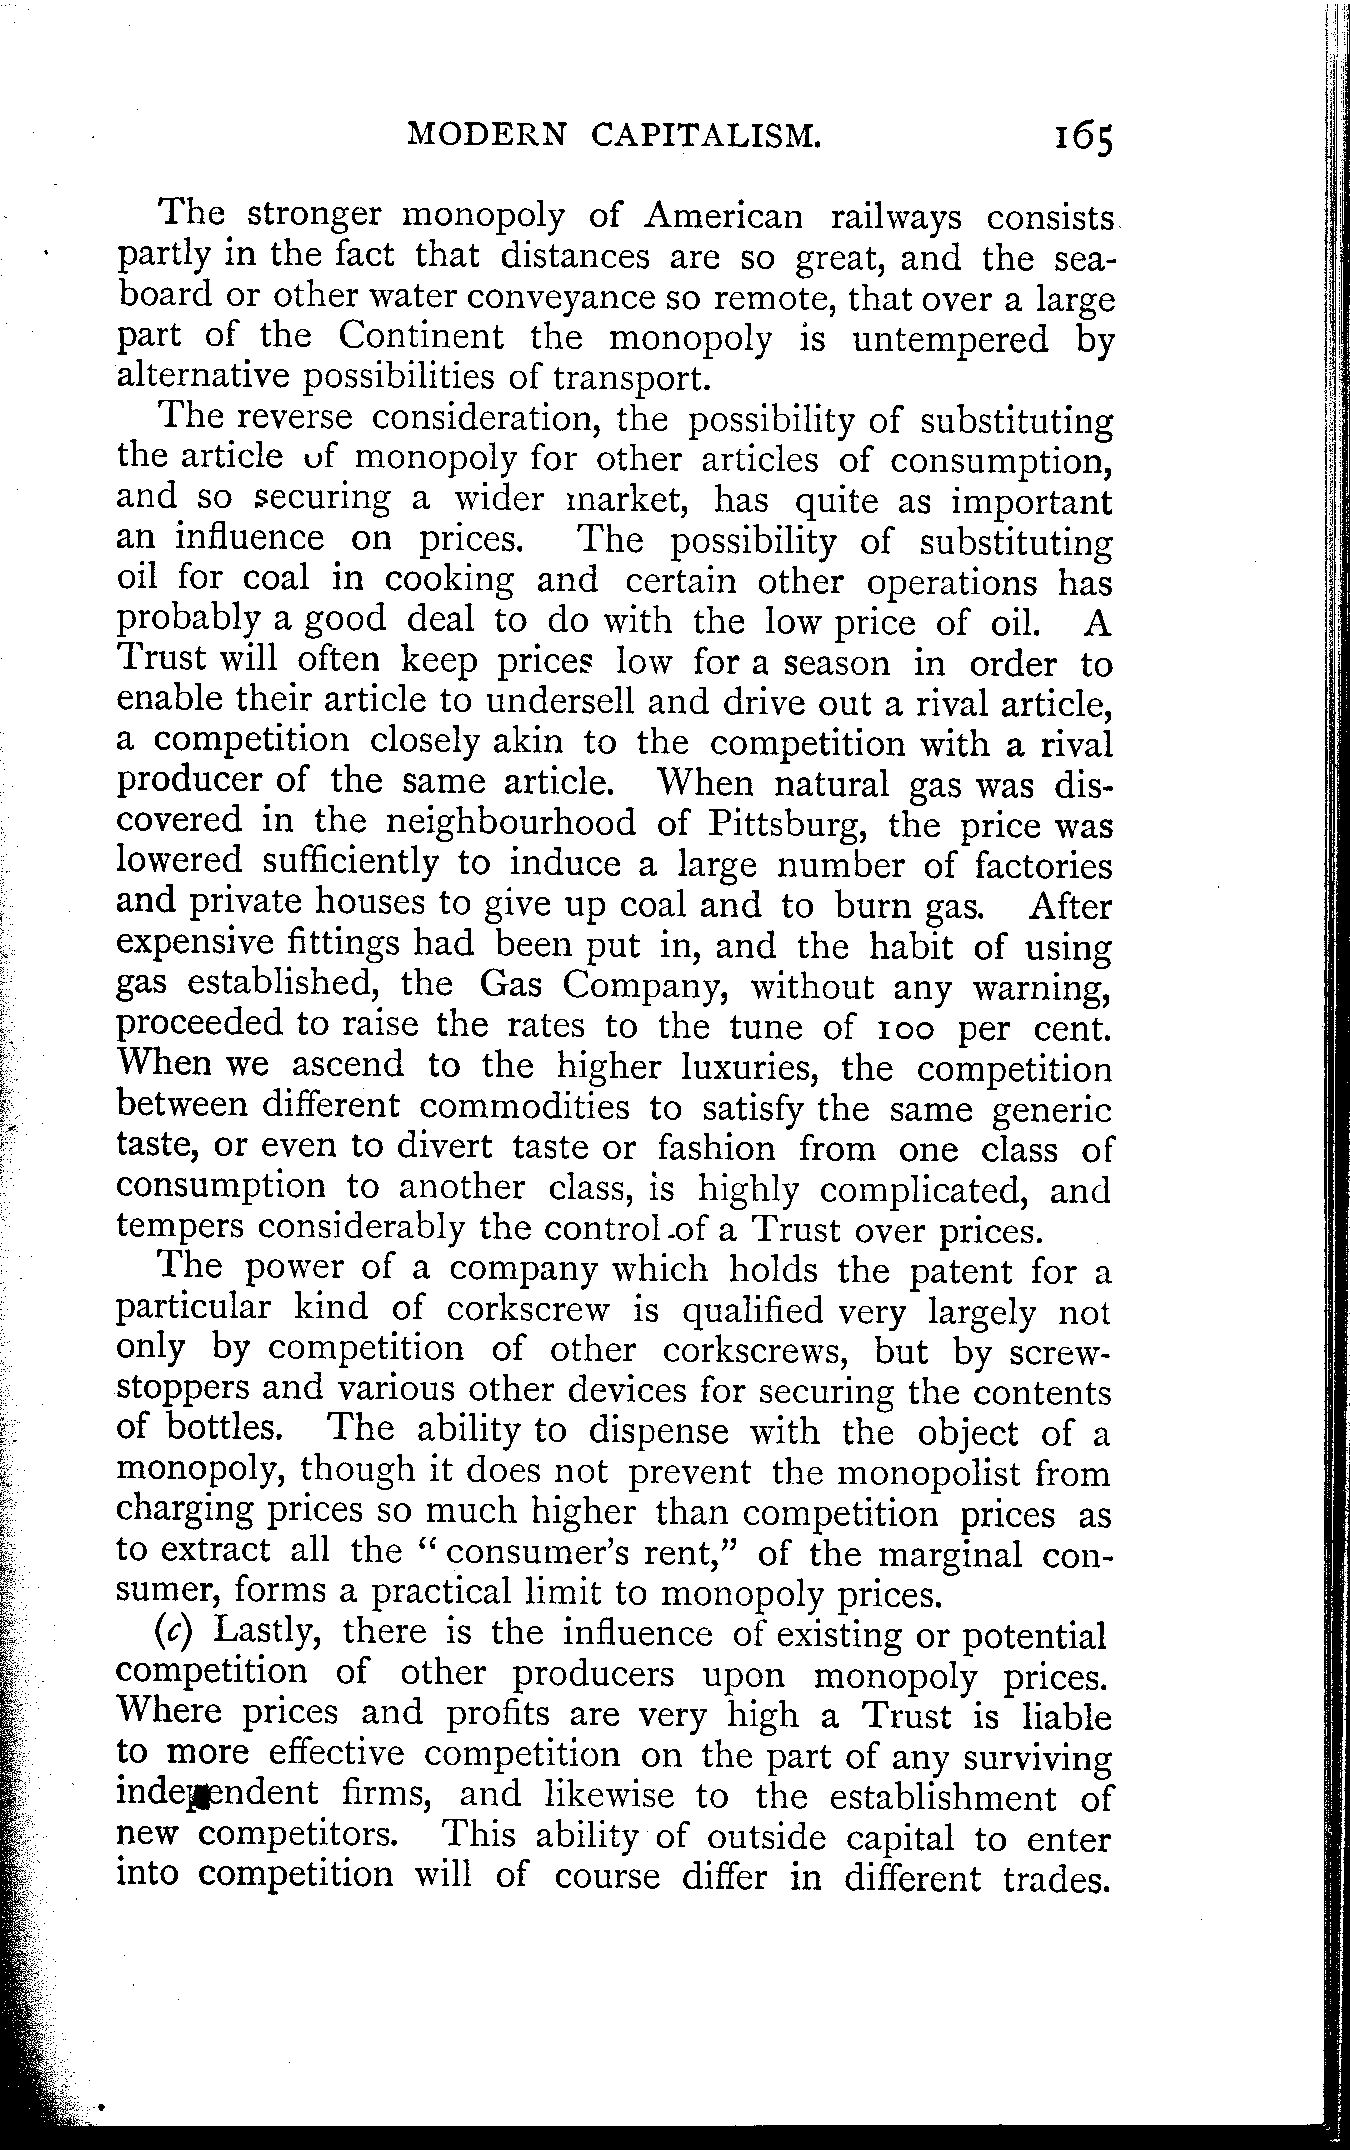 MODERN CAPITALISM. 165
The stronger monopoly of American railways consists
partly in the fact that distances are so great, and the sea-
board or other water conveyance so remote, that over a large
part of the Continent the monopoly is untempered by
alternative possibilities of transport.
The reverse consideration, the possibility of substituting
the article of monopoly for other articles of consumption,
and so securing a wider market, has quite as important
an influence on prices. The possibility of substituting
oil for coal in cooking and certain other operations has
probably a good deal to do with the low price of oil. A
Trust will often keep prices low for a season in order to
enable their article to undersell and drive out a rival article,
a competition closely akin to the competition with a rival
producer of the same article. When natural gas was dis-
covered in the neighbourhood of Pittsburg, the price was
lowered sufficiently to induce a large number of factories
and private houses to give up coal and to burn gas. After
expensive fittings had been put in, and the habit of using
gas established, the Gas Company, without any warning,
proceeded to raise the rates to the tune of 100 per cent.
When we ascend to the higher luxuries, the competition
between different commodities to satisfy the same generic
taste, or even to divert taste or fashion from one class of
consumption to another class, is highly complicated, and
tempers considerably the control of a Trust over prices.
The power of a company which holds the patent for a
particular kind of corkscrew is qualified very largely not
only by competition of other corkscrews, but by screw-
stoppers and various other devices for securing the contents
of bottles. The ability to dispense with the object of a
monopoly, though it does not prevent the monopolist from
charging prices so much higher than competition prices as
to extract all the "consumer's rent," of the marginal con-
sumer, forms a practical limit to monopoly prices.
(c) Lastly, there is the influence of existing or potential
competition of other producers upon monopoly prices.
Where prices and profits are very high a Trust is liable
to more effective competition on the part of any surviving
independent firms, and likewise to the establishment of
new competitors. This ability of outside capital to enter
into competition will of course differ in different trades.